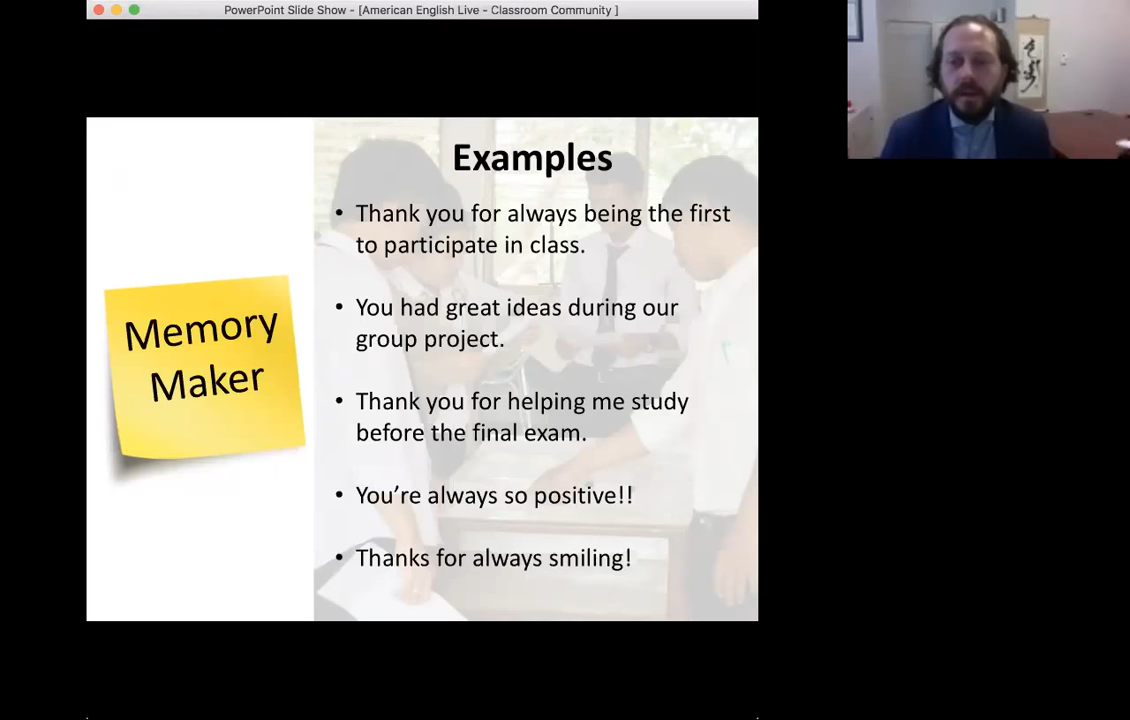 PowerPoint Slide Show - [American English Live - Classroom Community ]
Examples
• Thank you for always being the first
to participate in class.
• You had great ideas during our
group project.
• Thank you for helping me study
before the final exam.
• You’re always so positive!!
• Thanks for always smiling!
Memory
Maker